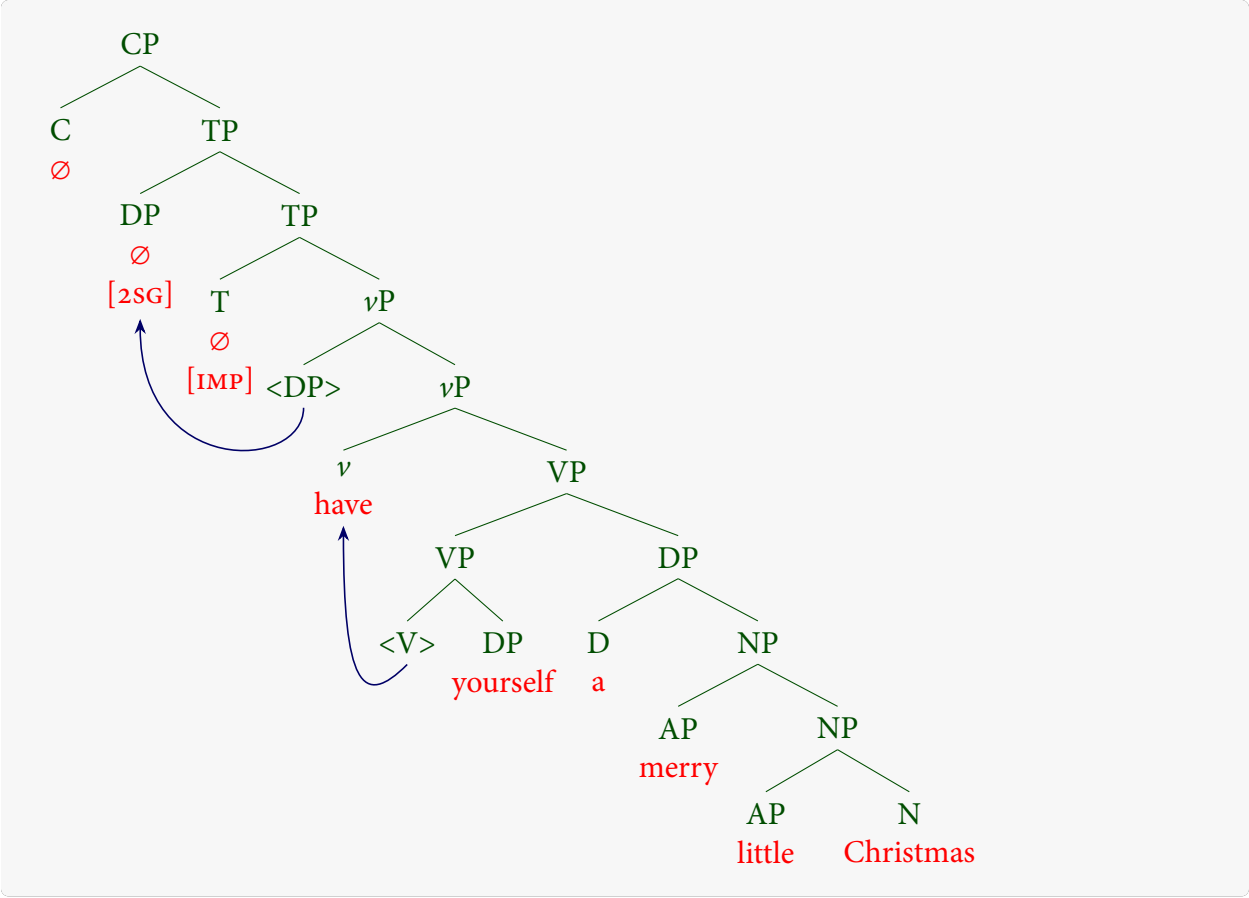 CP
C TP
∅
DP TP
∅
[2SG] T vP
∅
[IMP] <DP> vP
v VP
have
VP DP
<V> DP D NP
yourself a
AP NP
merry
AP N
little Christmas